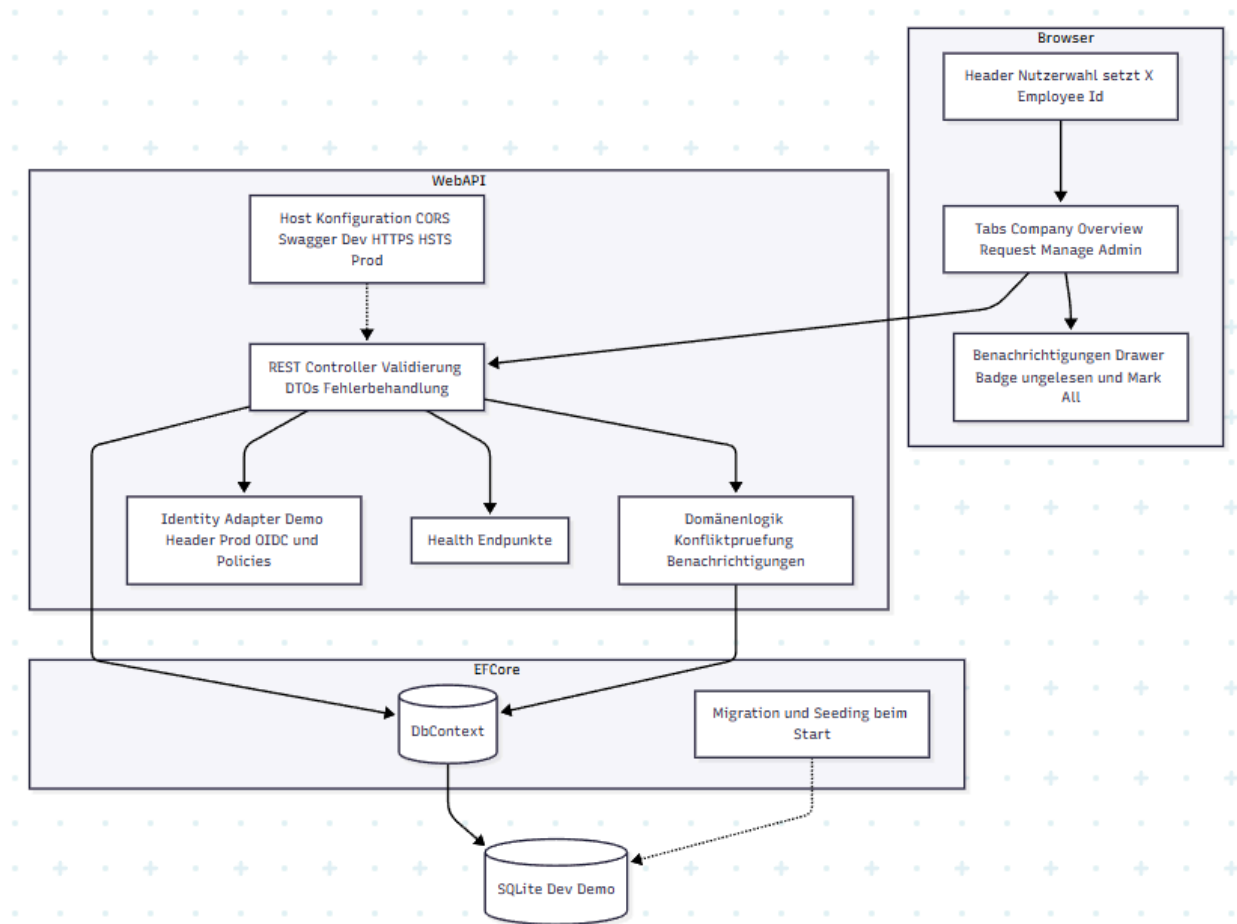 Browser
Header Nutzerwahl setzt X
Employee Id
Tabs Company Overview
Request Manage Admin
Benachrichtigungen Drawer
Badge ungelesen und Mark
All
WebAPI
Host Konfiguration CORS
Swagger Dev HTTPS HSTS
Prod
REST Controller Validierung
DTOs Fehlerbehandlung
Identity Adapter Demo
Header Prod OIDC und
Policies
Health Endpunkte
Domänenlogik
Konfliktpruefung
Benachrichtigungen
EFCore
DbContext
Migration und Seeding beim
Start
SQLite Dev Demo